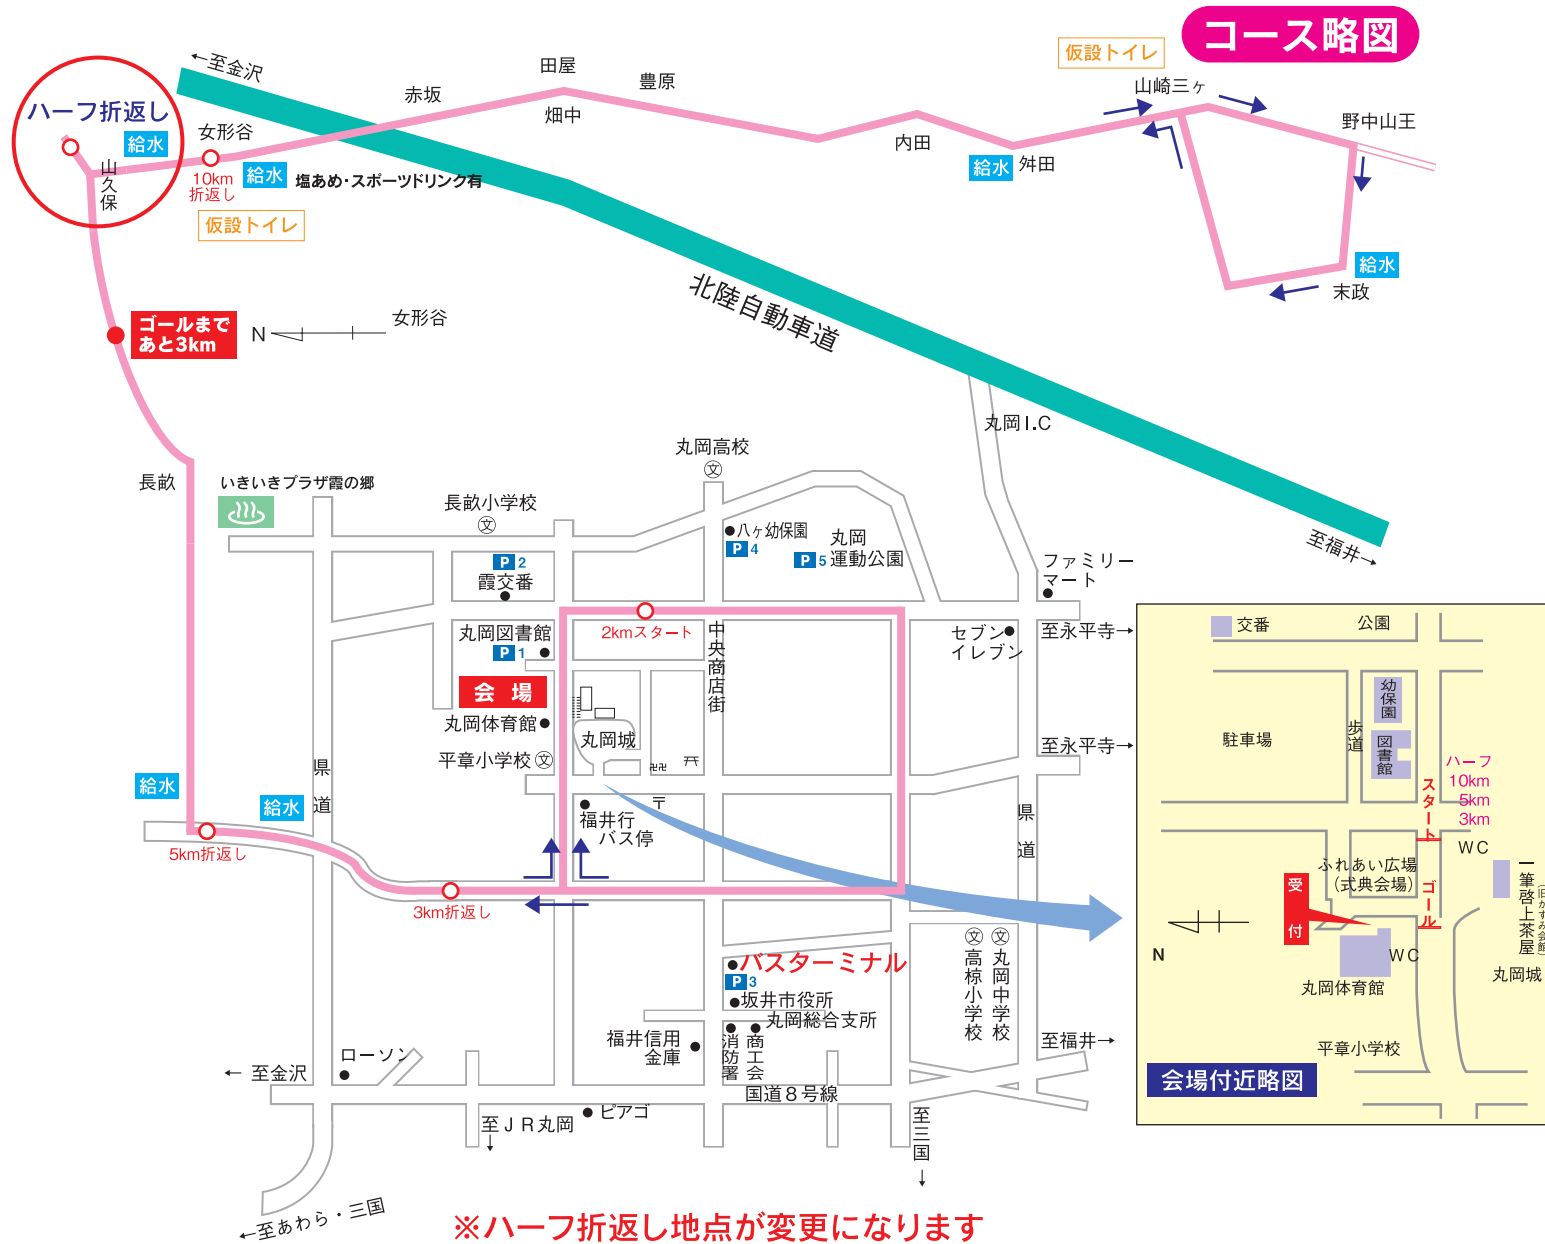 コース略図
←至金沢
仮設トイレ
山崎三ヶ
野中山王
田屋
豊原
赤坂
畑中
ハーフ折返し
給水
女形谷
山久保
10km
折返し
給水
塩あめ・スポーツドリンク有
仮設トイレ
内田
給水
舛田
給水
末政
北陸自動車道
ゴールまで
あと3km
N
女形谷
丸岡I.C
至福井→
長畝
いきいきプラザ霞の郷
長畝小学校
文
丸岡高校
文
八ヶ幼保園
P 4
丸岡
運動公園
P 5
P 2
霞交番
ファミリー
マート
丸岡図書館
P 1
2kmスタート
中央商店街
セブン
イレブン
至永平寺→
会 場
丸岡体育館
丸岡城
平章小学校
文
至永平寺→
県道
給水
給水
〒
福井行
バス停
県道
5km折返し
3km折返し
バスターミナル
P 3
坂井市役所
丸岡総合支所
文
高椋小学校
文
丸岡中学校
福井信用
金庫
消防署
商工会
至福井→
ローソン
←至金沢
国道8号線
ピアゴ
至JR丸岡
↓
至三国
↓
←至あわら・三国
※ハーフ折返し地点が変更になります
交番
公園
幼保園
歩道
図書館
駐車場
ハーフ
10km
5km
3km
スタート
WC
ふれあい広場
(式典会場)
ゴール
受付
一筆啓上茶屋
(旧かすみ会館)
N
WC
丸岡体育館
丸岡城
平章小学校
会場付近略図